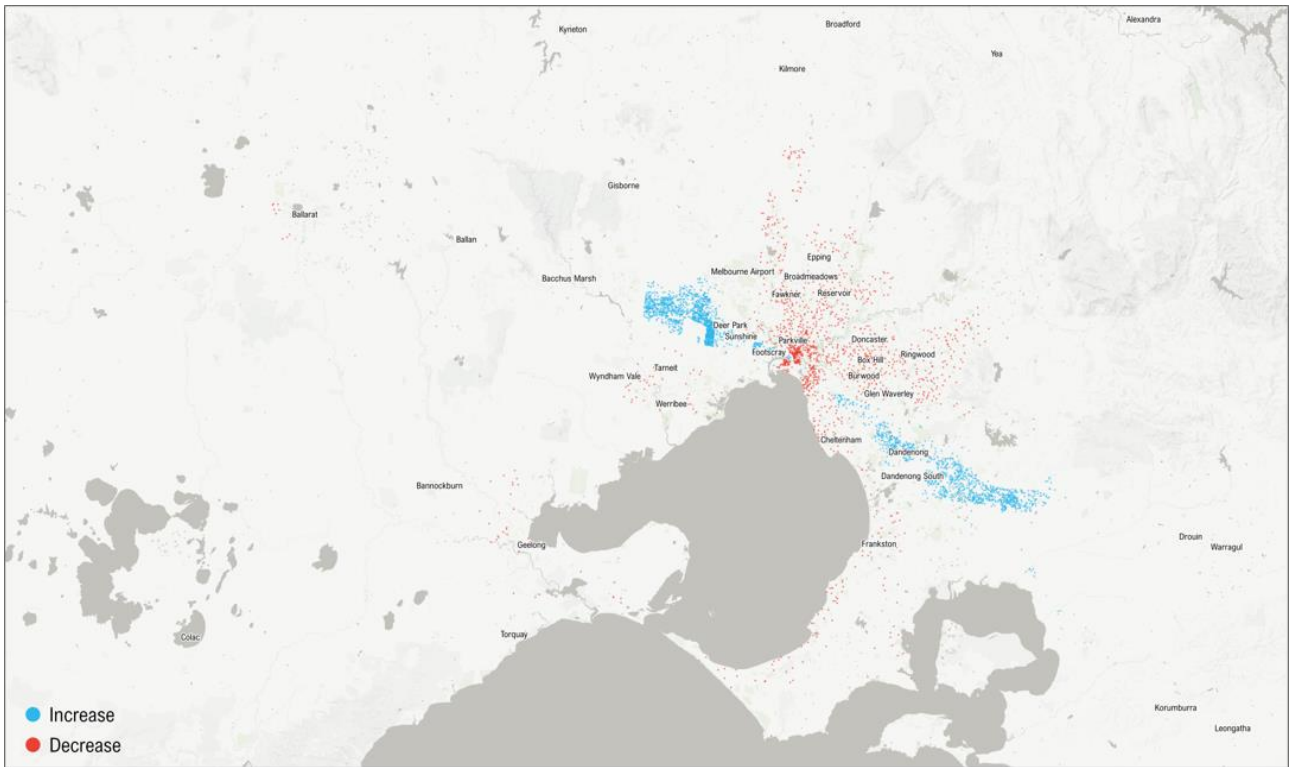 Alexandra
Broadford
Kyneton
Yea
Kilmore
Gisborne
Ballarat
Ballan
Epping
Melbourne Airport
Broadmeadows
Bacchus Marsh
Fawkner
Reservoir
Deer Park
Sunshine
Parkville
Doncaster
Footscray
Box Hill
Ringwood
Tarneit
Wyndham Vale
Burwood
Glen Waverley
Werribee
Cheltenham
Dandenong
Dandenong South
Bannockburn
Drouin
Geelong
Frankston
Warragul
Torquay
Colac
Korumburra
Increase
Leongatha
Decrease